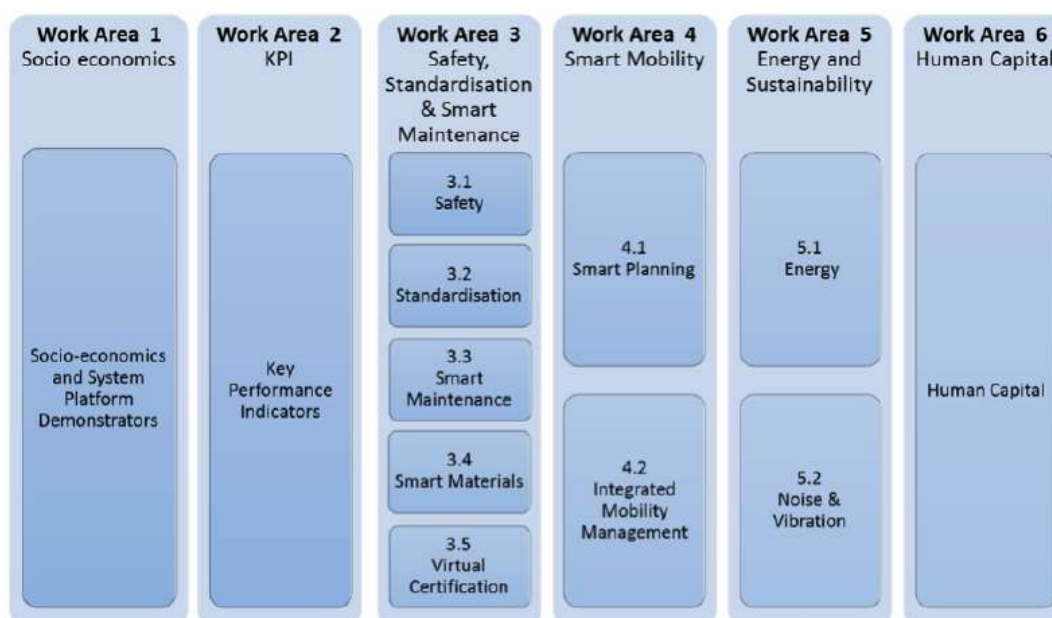 Work Area 1
Socio economics
Socio-economics
and System
Platform
Demonstrators
Work Area 2
KPI
Key
Performance
Indicators
Work Area 3
Safety,
Standardisation
& Smart
Maintenance
3.1
Safety
3.2
Standardisation
3.3
Smart
Maintenance
3.4
Smart Materials
3.5
Virtual
Certification
Work Area 4
Smart Mobility
4.1
Smart Planning
4.2
Integrated
Mobility
Management
Work Area 5
Energy and
Sustainability
5.1
Energy
5.2
Noise &
Vibration
Work Area 6
Human Capital
Human Capital